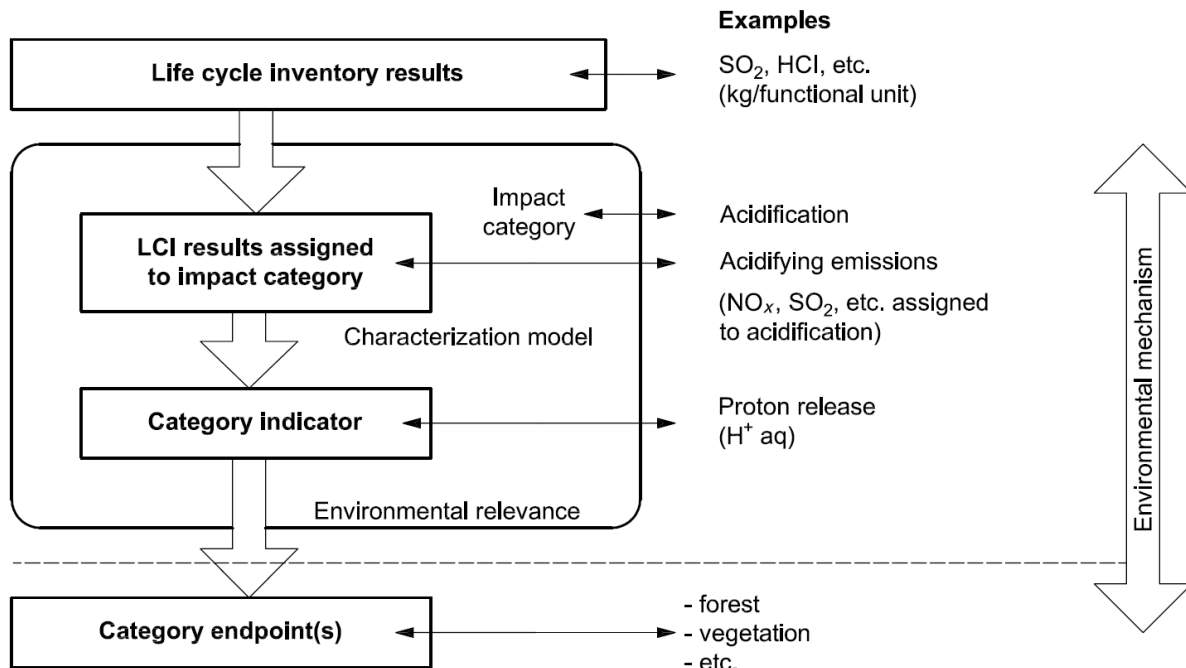 Examples
Life cycle inventory results
SO₂, HCl, etc.
(kg/functional unit)
Impact
category
Acidification
LCI results assigned
to impact category
Acidifying emissions
(NOₓ, SO₂, etc. assigned
to acidification)
Characterization model
Category indicator
Proton release
(H⁺ aq)
Environmental relevance
Environmental mechanism
Category endpoint(s)
- forest
- vegetation
- etc.